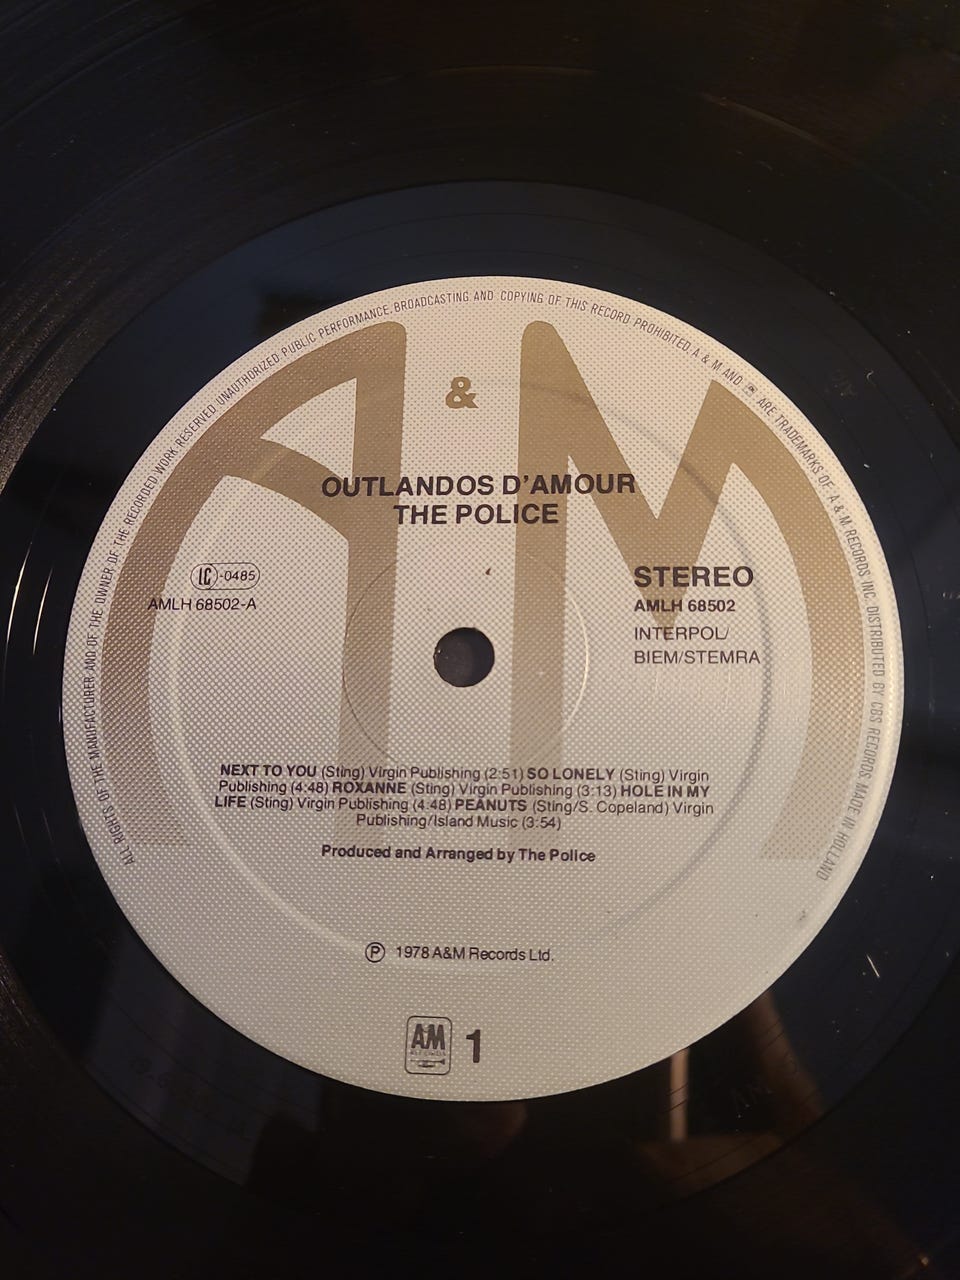 ALL RIGHTS OF THE MANUFACTURER AND OF THE OWNER OF THE RECORDED WORK RESERVED. UNAUTHORIZED PUBLIC PERFORMANCE, BROADCASTING AND COPYING OF THIS RECORD PROHIBITED. A & M AND ARE TRADEMARKS OF A & M RECORDS INC. DISTRIBUTED BY CBS RECORDS. MADE IN HOLLAND
A & M
OUTLANDOS D'AMOUR
THE POLICE
LC-0485
AMLH 68502-A
STEREO
AMLH 68502
INTERPOL/
BIEM/STEMRA
NEXT TO YOU (Sting) Virgin Publishing (2:51) SO LONELY (Sting) Virgin
Publishing (4:48) ROXANNE (Sting) Virgin Publishing (3:13) HOLE IN MY
LIFE (Sting) Virgin Publishing (4:48) PEANUTS (Sting/S. Copeland) Virgin
Publishing/Island Music (3:54)
Produced and Arranged by The Police
℗ 1978 A&M Records Ltd.
A&M
RECORDS
1